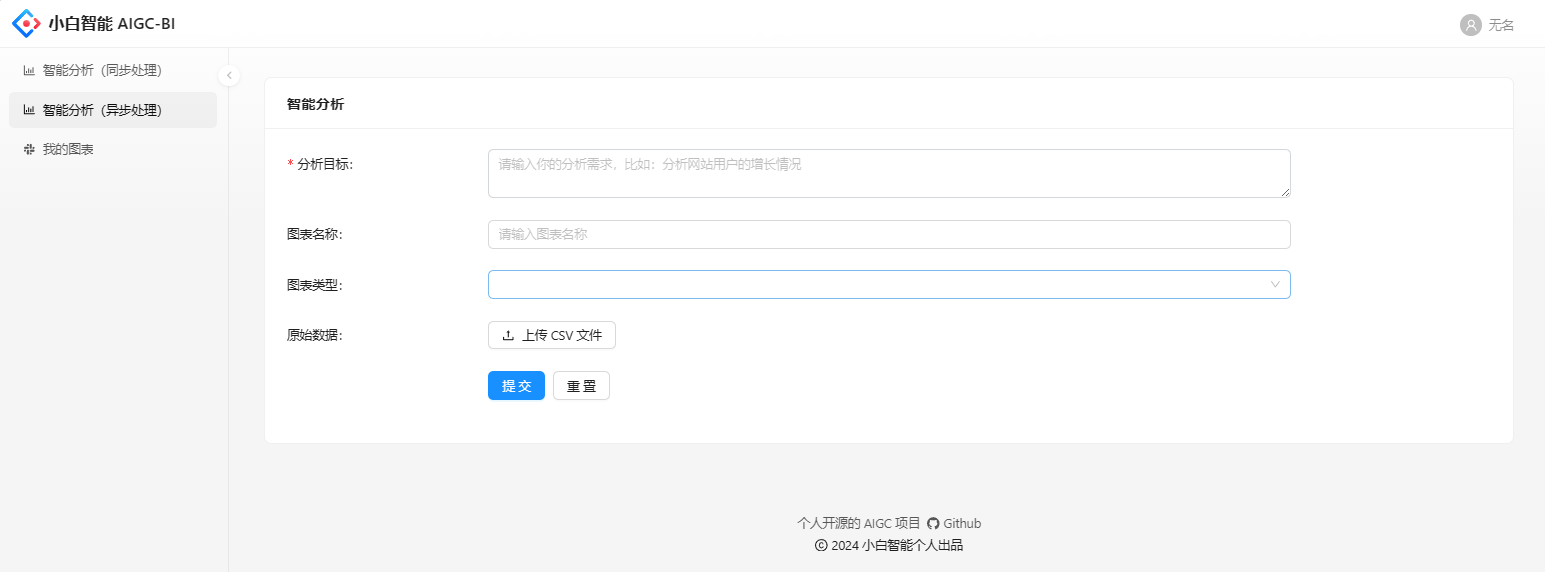 小白智能 AIGC-BI
无名
智能分析（同步处理）
智能分析（异步处理）
我的图表
智能分析
* 分析目标:
请输入你的分析需求，比如：分析网站用户的增长情况
图表名称:
请输入图表名称
图表类型:
原始数据:
上传 CSV 文件
提 交
重 置
个人开源的 AIGC 项目 Github
© 2024 小白智能个人出品